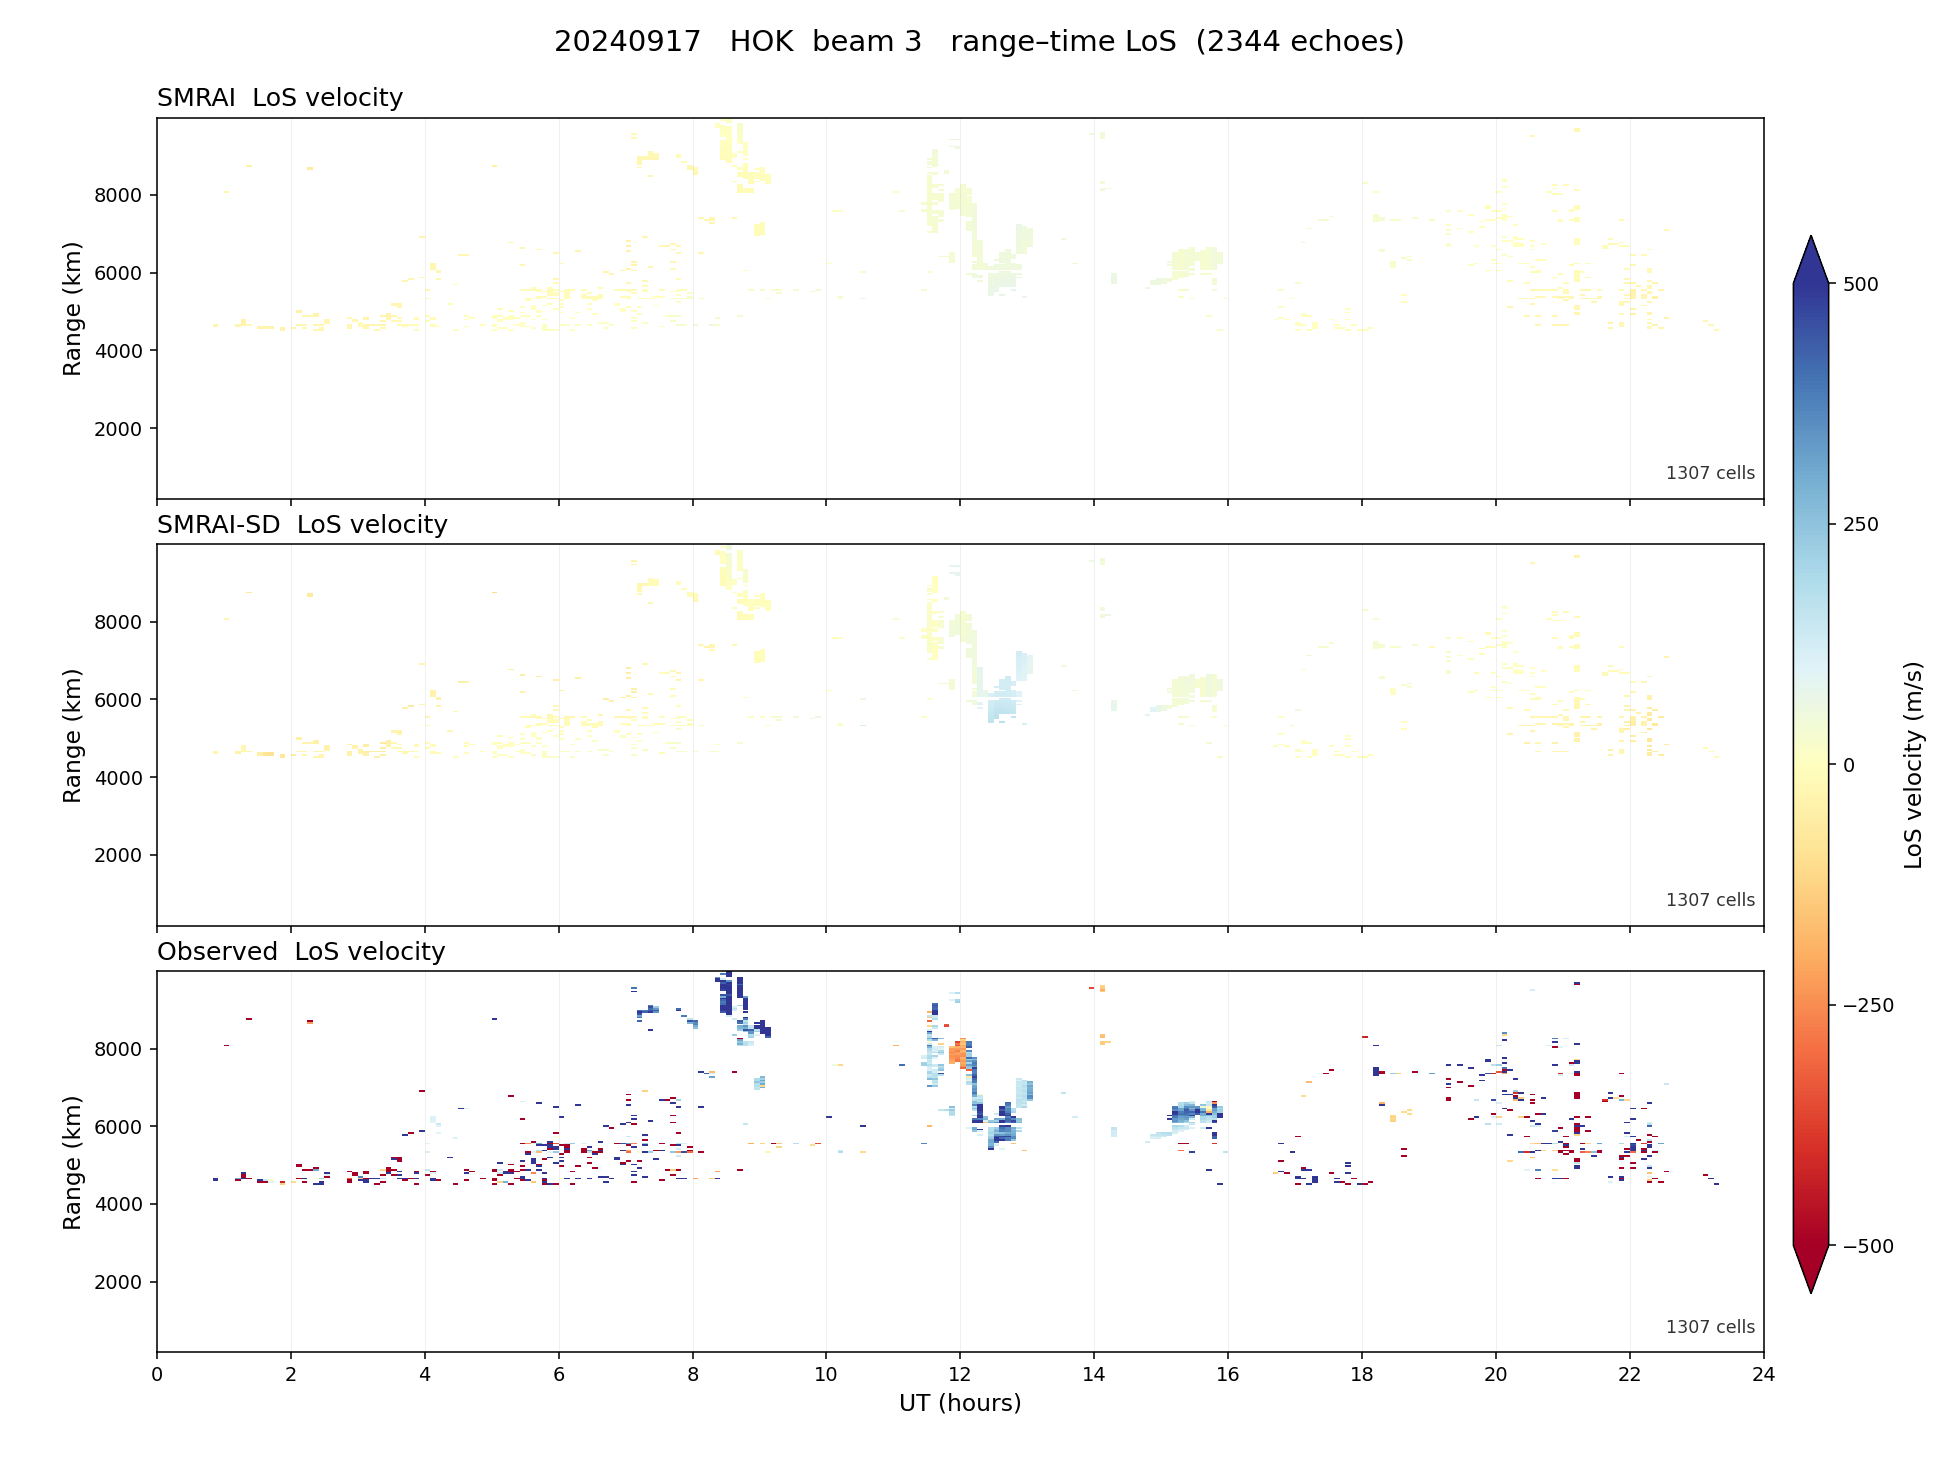 20240917   HOK  beam 3   range–time LoS  (2344 echoes)
SMRAI  LoS velocity
Range (km)
8000
6000
4000
2000
1307 cells
SMRAI-SD  LoS velocity
Range (km)
8000
6000
4000
2000
1307 cells
Observed  LoS velocity
Range (km)
8000
6000
4000
2000
1307 cells
0 2 4 6 8 10 12 14 16 18 20 22 24
UT (hours)
500
250
0
−250
−500
LoS velocity (m/s)